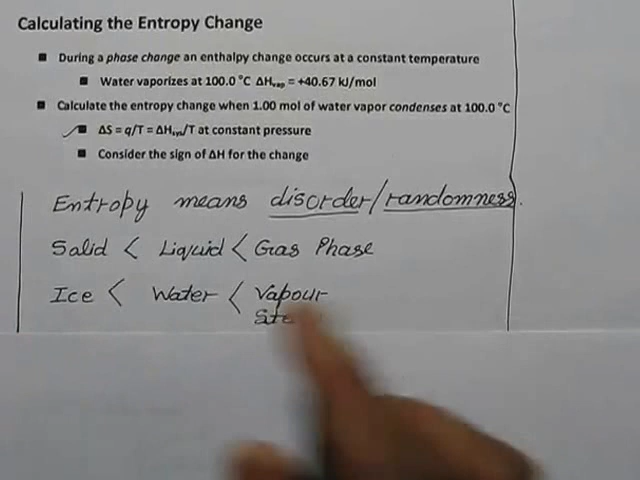 Calculating the Entropy Change
■ During a phase change an enthalpy change occurs at a constant temperature
■ Water vaporizes at 100.0 °C ΔHvap = +40.67 kJ/mol
■ Calculate the entropy change when 1.00 mol of water vapor condenses at 100.0 °C
■ ΔS = q/T = ΔHsys/T at constant pressure
■ Consider the sign of ΔH for the change
Entropy means disorder/randomness.
Solid < Liquid < Gas Phase
Ice < Water < Vapour